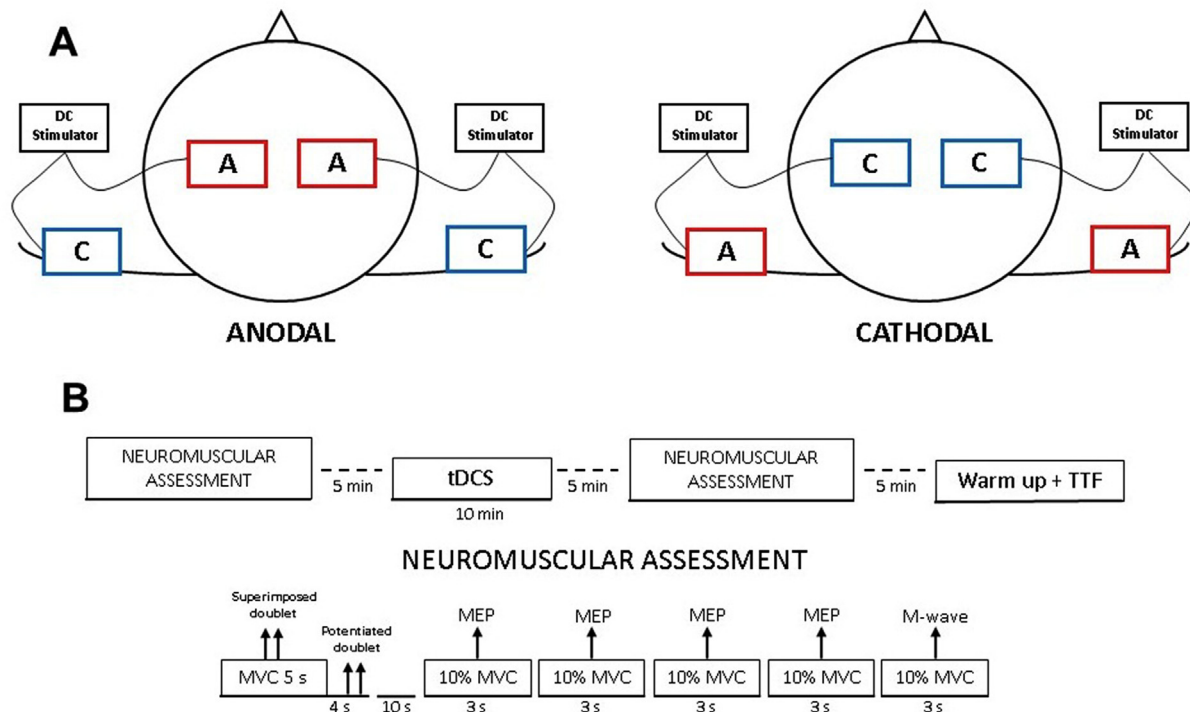 A
DC
Stimulator
DC
Stimulator
A
A
C
C
ANODAL
DC
Stimulator
DC
Stimulator
C
C
A
A
CATHODAL
B
NEUROMUSCULAR
ASSESSMENT
5 min
tDCS
10 min
5 min
NEUROMUSCULAR
ASSESSMENT
5 min
Warm up + TTF
NEUROMUSCULAR ASSESSMENT
Superimposed
doublet
Potentiated
doublet
MEP
MEP
MEP
MEP
M-wave
MVC 5 s
10% MVC
10% MVC
10% MVC
10% MVC
10% MVC
4 s
10 s
3 s
3 s
3 s
3 s
3 s